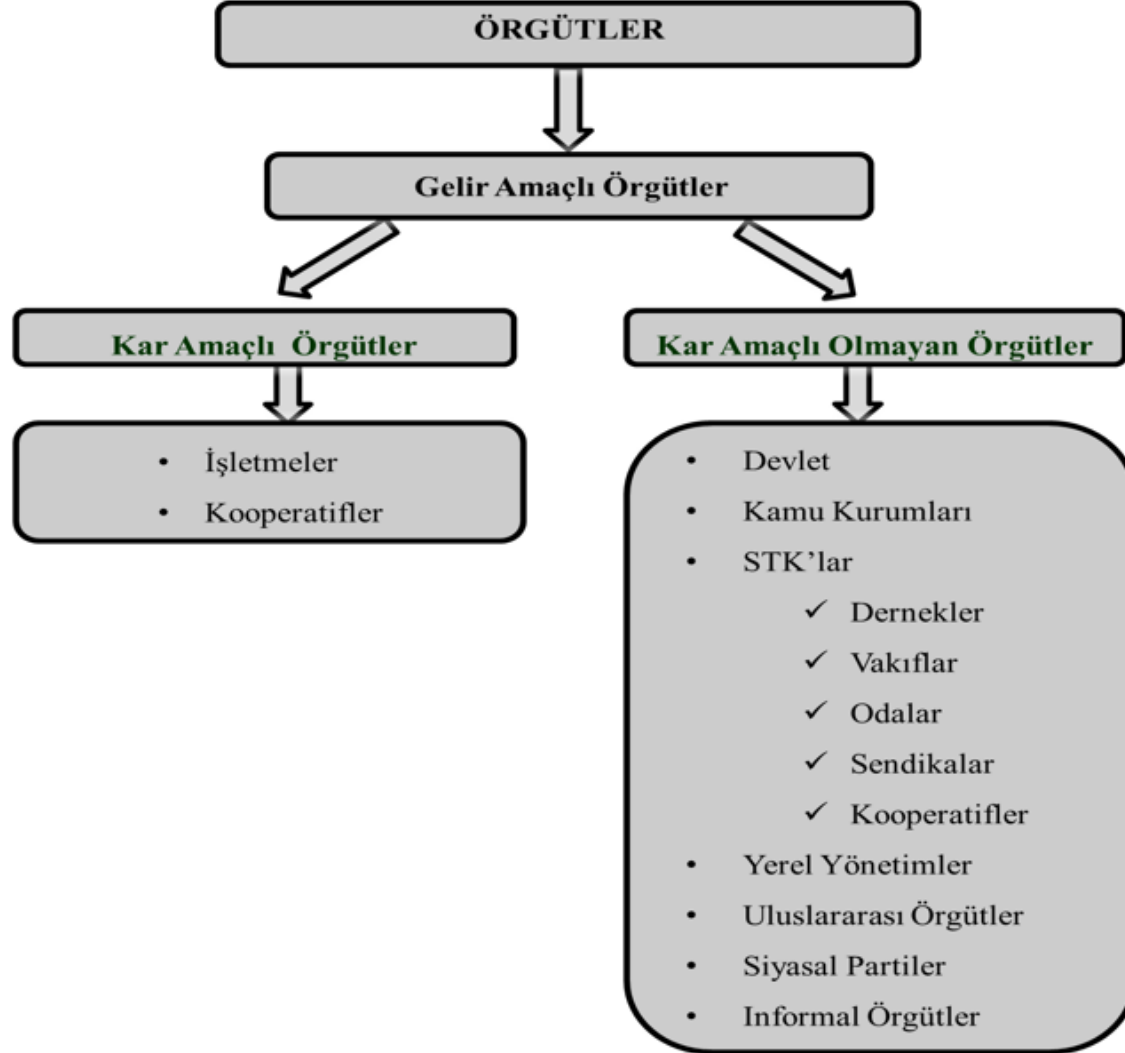 ÖRGÜTLER
Gelir Amaçlı Örgütler
Kar Amaçlı Örgütler
• İşletmeler
• Kooperatifler
Kar Amaçlı Olmayan Örgütler
• Devlet
• Kamu Kurumları
• STK’lar
✓ Dernekler
✓ Vakıflar
✓ Odalar
✓ Sendikalar
✓ Kooperatifler
• Yerel Yönetimler
• Uluslararası Örgütler
• Siyasal Partiler
• Informal Örgütler